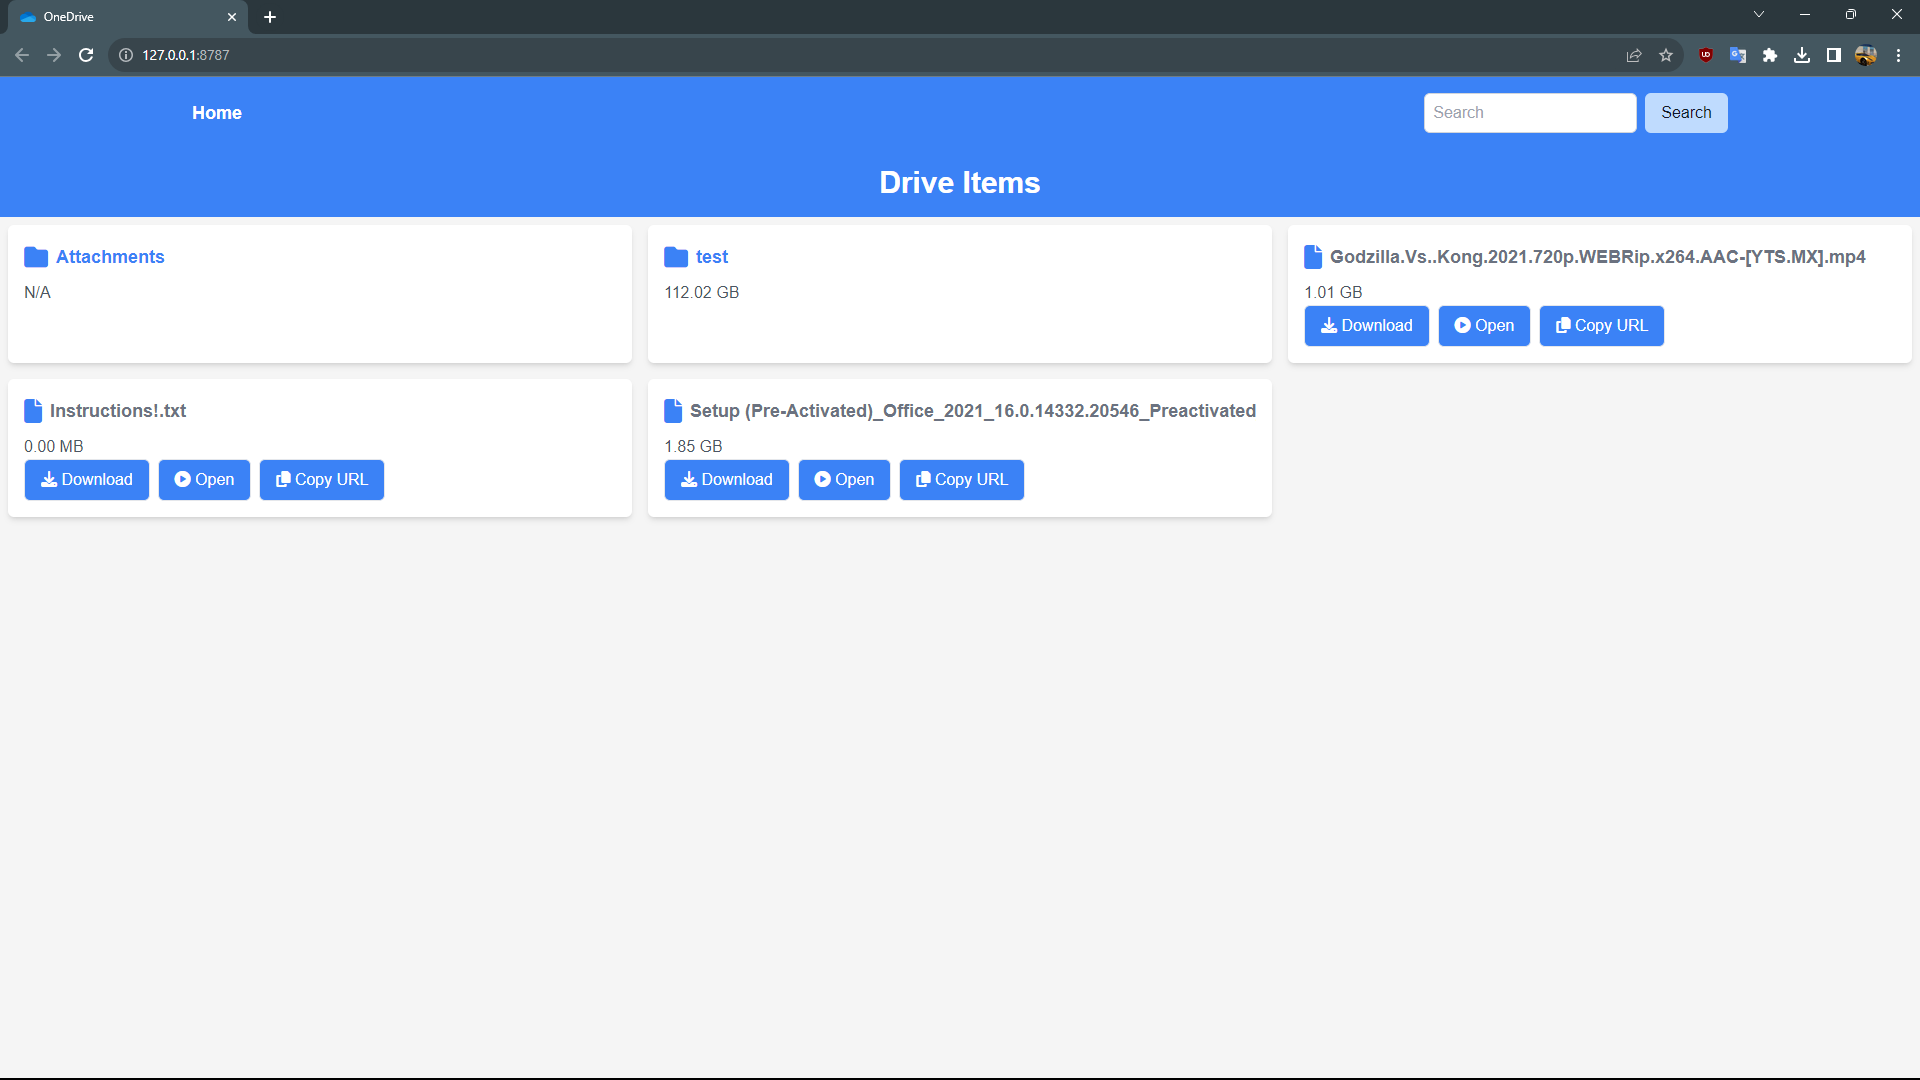 OneDrive
127.0.0.1:8787
Home
Search
Search
Drive Items
Attachments
N/A
test
112.02 GB
Godzilla.Vs..Kong.2021.720p.WEBRip.x264.AAC-[YTS.MX].mp4
1.01 GB
Download
Open
Copy URL
Instructions!.txt
0.00 MB
Download
Open
Copy URL
Setup (Pre-Activated)_Office_2021_16.0.14332.20546_Preactivated
1.85 GB
Download
Open
Copy URL